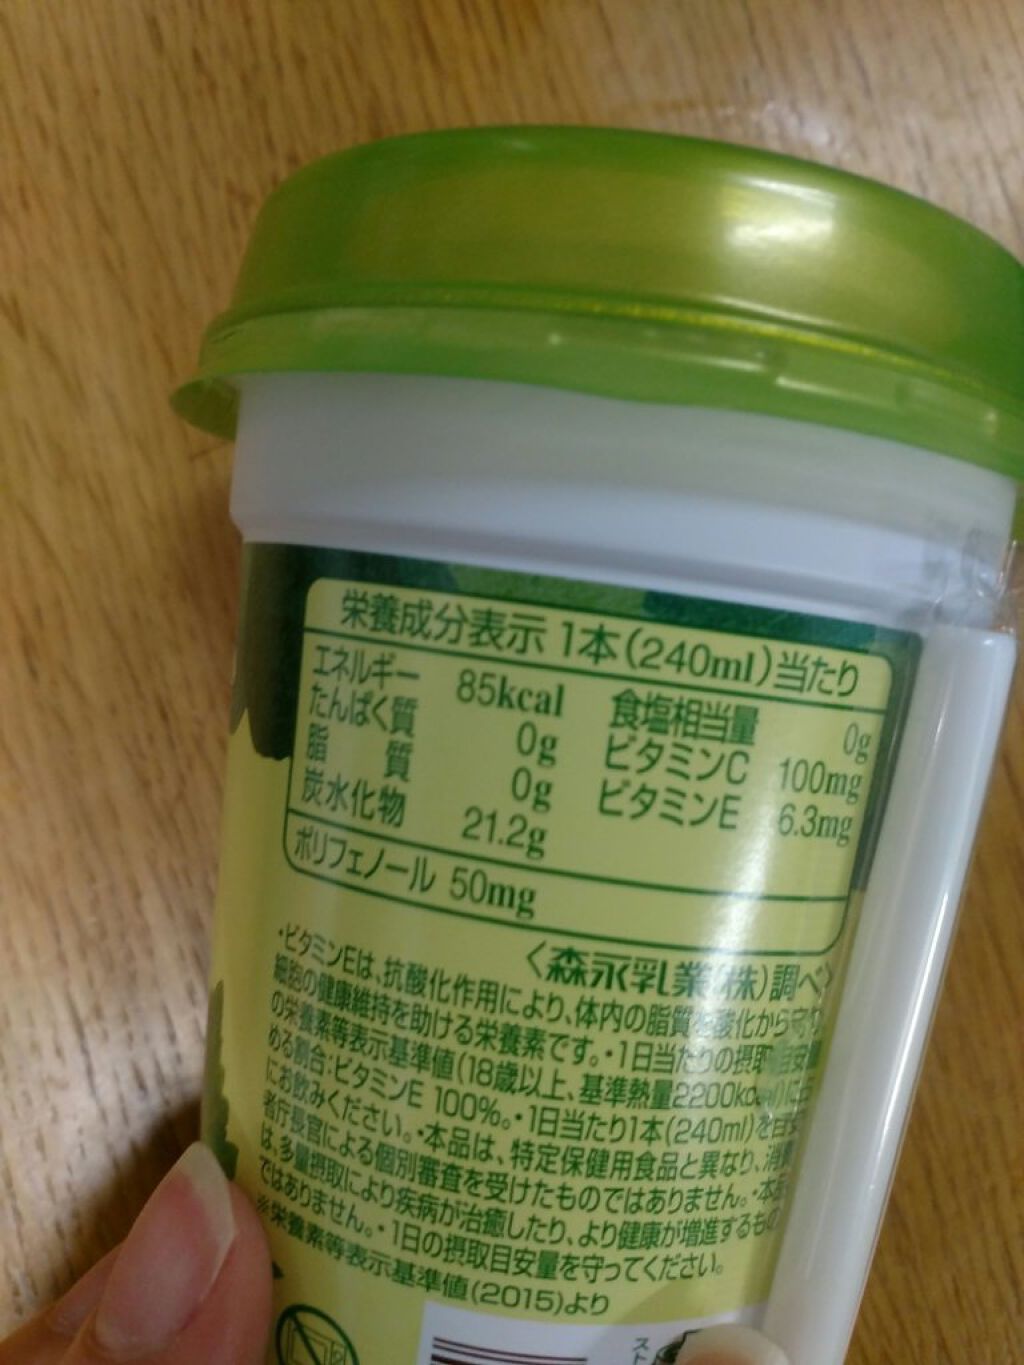 栄養成分表示 1本(240ml)当たり
エネルギー 85kcal 食塩相当量 0g
たんぱく質 0g ビタミンC 100mg
脂質 0g ビタミンE 6.3mg
炭水化物 21.2g
ポリフェノール 50mg
<森永乳業(株)調べ>
・ビタミンEは、抗酸化作用により、体内の脂質を酸化から守り、
細胞の健康維持を助ける栄養素です。・1日当たりの摂取目安量
の栄養素等表示基準値(18歳以上、基準熱量2200kcal)に占
める割合:ビタミンE 100%。・1日当たり1本(240ml)を目安
にお飲みください。・本品は、特定保健用食品と異なり、消費
者庁長官による個別審査を受けたものではありません。・本品
は、多量摂取により疾病が治癒したり、より健康が増進するもの
ではありません。・1日の摂取目安量を守ってください。
※栄養素等表示基準値(2015)より
スト